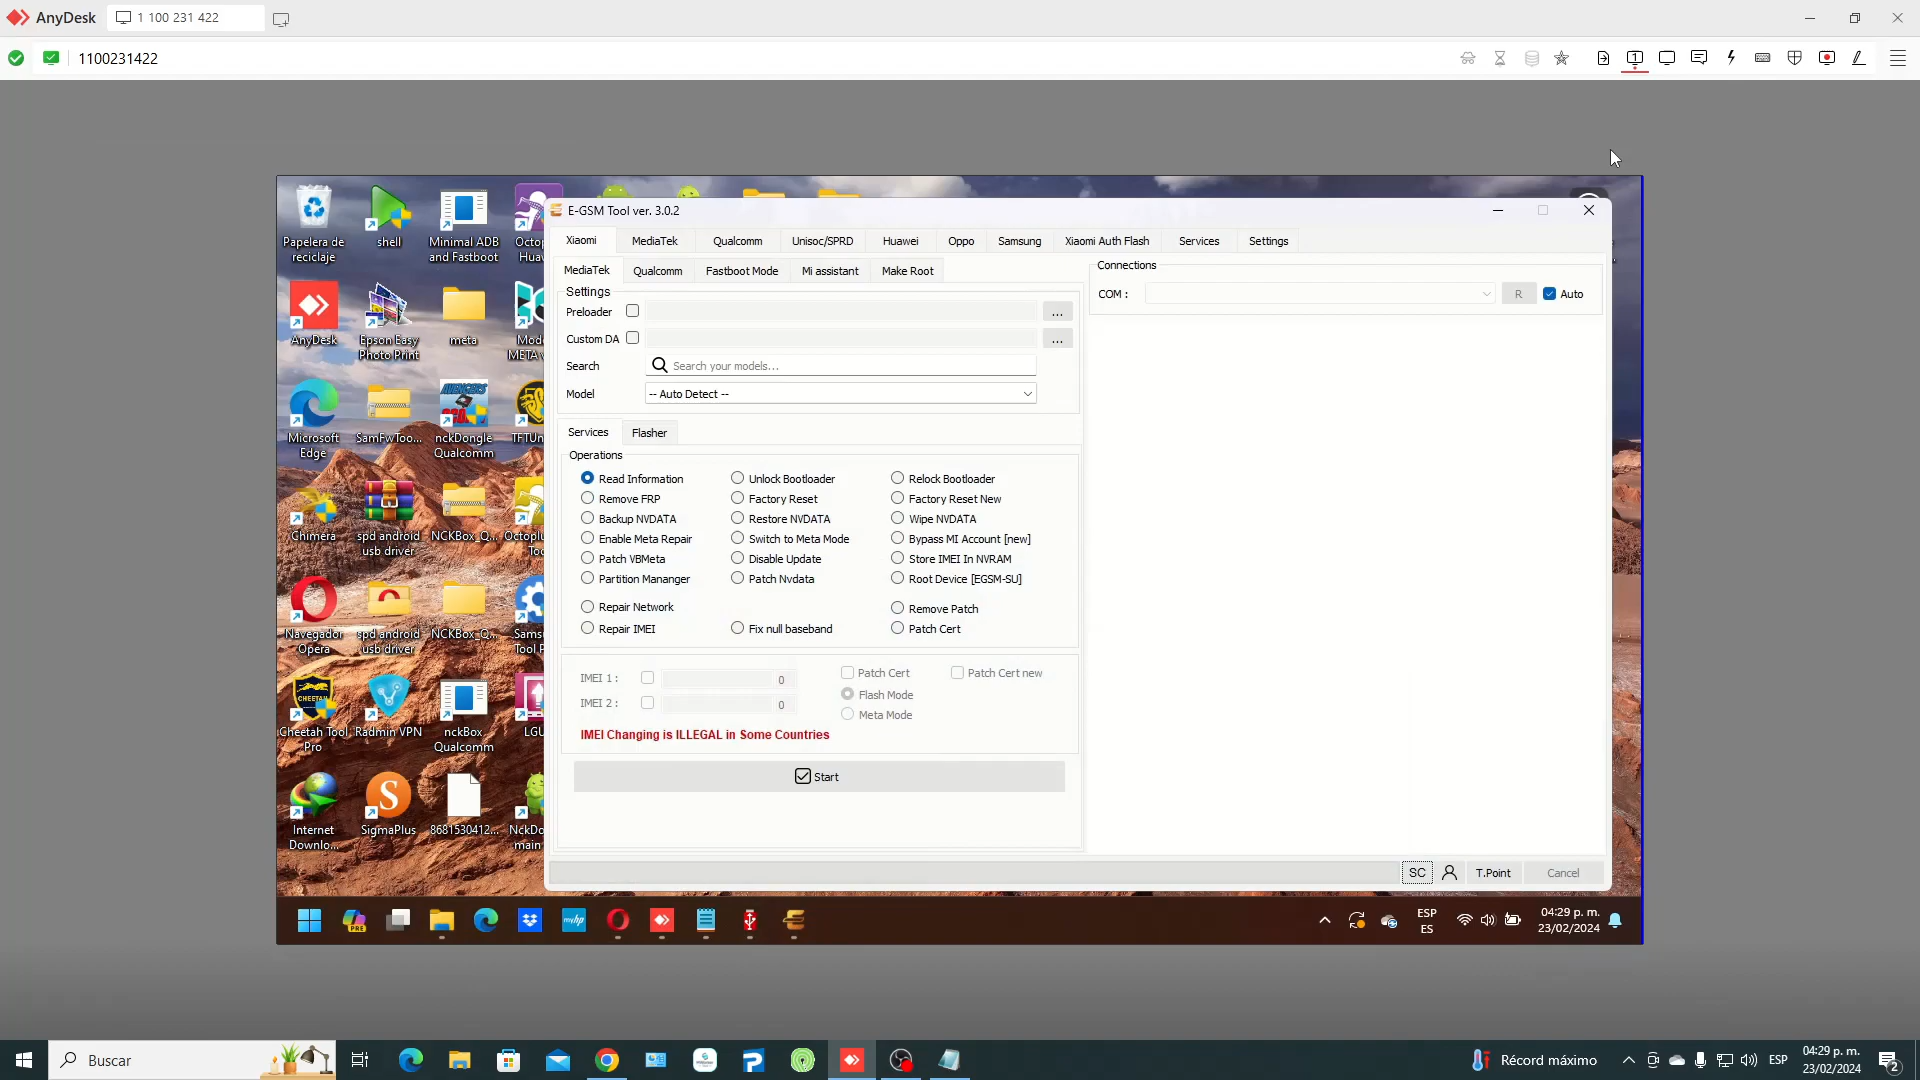 AnyDesk
1 100 231 422
1100231422
1
Papelera de
reciclaje
shell
Minimal ADB
and Fastboot
AnyDesk
Epson Easy
Photo Print
meta
Microsoft
Edge
SamFwToo...
nckDongle
Qualcomm
Chimera
spd android
usb driver
NCKBox_Q...
Navegador
Opera
spd android
usb driver
NCKBox_Q...
Cheetah Tool
Pro
Radmin VPN
nckBox
Qualcomm
LGU
Internet
Downlo...
SigmaPlus
8681530412...
E-GSM Tool ver. 3.0.2
Xiaomi MediaTek Qualcomm Unisoc/SPRD Huawei Oppo Samsung Xiaomi Auth Flash Services Settings
MediaTek Qualcomm Fastboot Mode Mi assistant Make Root
Settings
Preloader ...
Custom DA ...
Search Search your models...
Model -- Auto Detect --
Connections
COM : R Auto
Services Flasher
Operations
Read Information Unlock Bootloader Relock Bootloader
Remove FRP Factory Reset Factory Reset New
Backup NVDATA Restore NVDATA Wipe NVDATA
Enable Meta Repair Switch to Meta Mode Bypass MI Account [new]
Patch VBMeta Disable Update Store IMEI In NVRAM
Partition Mananger Patch Nvdata Root Device [EGSM-SU]
Repair Network Remove Patch
Repair IMEI Fix null baseband Patch Cert
IMEI 1 : 0 Patch Cert Patch Cert new
Flash Mode
IMEI 2 : 0
Meta Mode
IMEI Changing is ILLEGAL in Some Countries
Start
SC T.Point Cancel
ESP
ES
04:29 p. m.
23/02/2024
Buscar
Récord máximo
ESP
04:29 p. m.
23/02/2024
2